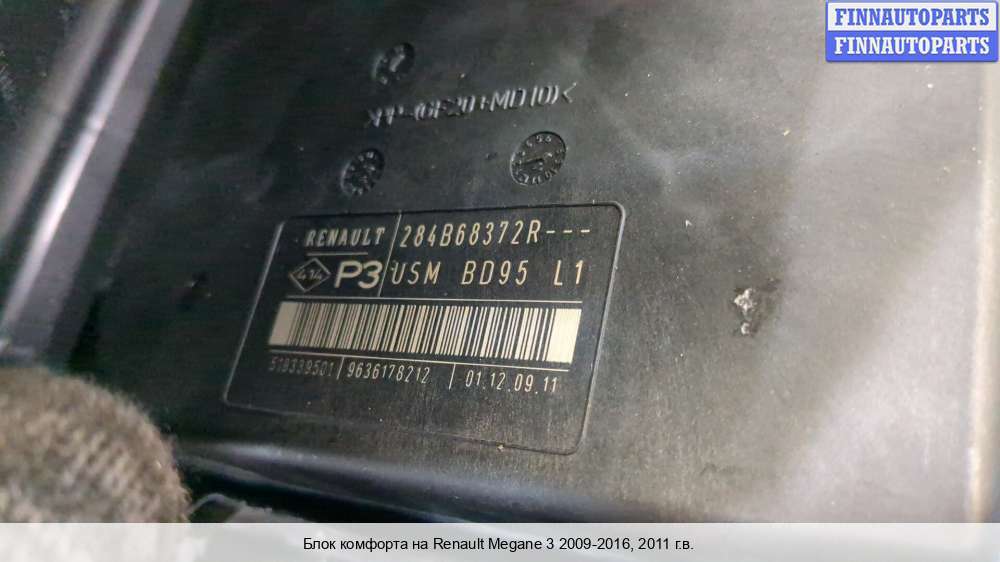 FINNAUTOPARTS
FINNAUTOPARTS
RENAULT 284B68372R---
414 P3 USM BD95 L1
518339501 9636178212 01.12.09.11
Блок комфорта на Renault Megane 3 2009-2016, 2011 г.в.